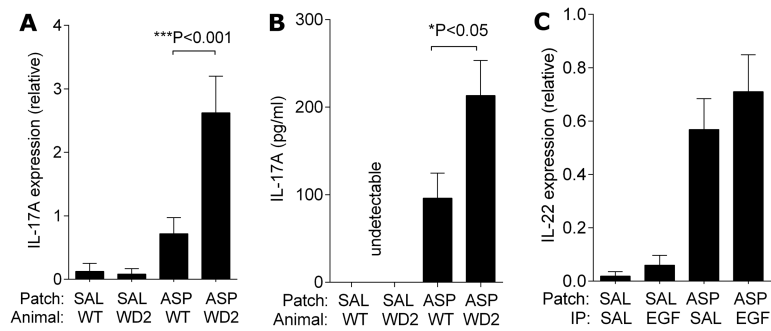 A
IL-17A expression (relative)
4
3
2
1
0
***P<0.001
Patch: SAL SAL ASP ASP
Animal: WT WD2 WT WD2
B
IL-17A (pg/ml)
300
200
100
0
undetectable
*P<0.05
Patch: SAL SAL ASP ASP
Animal: WT WD2 WT WD2
C
IL-22 expression (relative)
1.0
0.8
0.6
0.4
0.2
0.0
Patch: SAL SAL ASP ASP
IP: SAL EGF SAL EGF